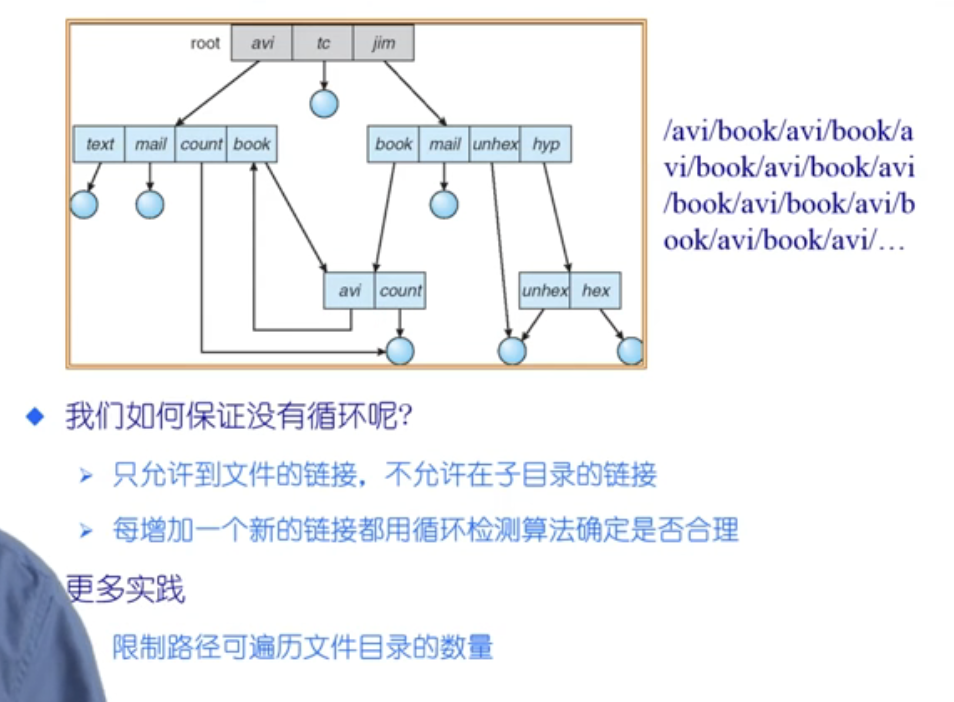 root avi tc jim
text mail count book
book mail unhex hyp
/avi/book/avi/book/a
vi/book/avi/book/avi
/book/avi/book/avi/b
ook/avi/book/avi/…
avi count
unhex hex
我们如何保证没有循环呢?
只允许到文件的链接，不允许在子目录的链接
每增加一个新的链接都用循环检测算法确定是否合理
更多实践
限制路径可遍历文件目录的数量